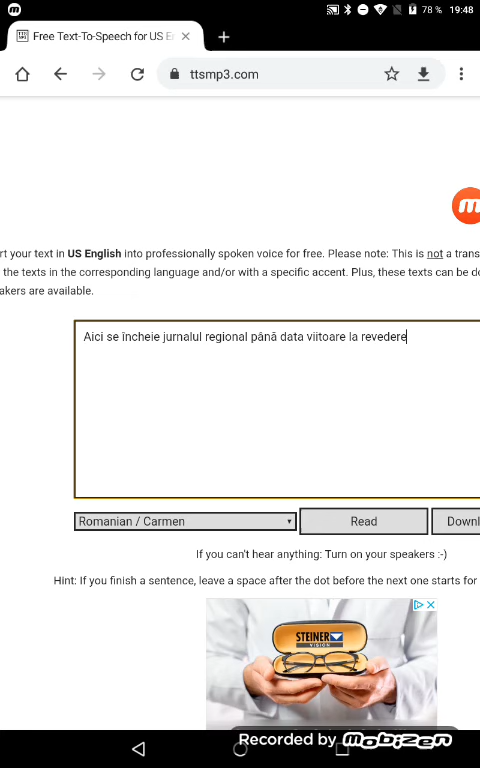 78 % 19:48
Free Text-To-Speech for US E
ttsmp3.com
rt your text in US English into professionally spoken voice for free. Please note: This is not a trans
the texts in the corresponding language and/or with a specific accent. Plus, these texts can be do
akers are available.
Aici se încheie jurnalul regional până data viitoare la revedere
Romanian / Carmen
Read
Downl
If you can't hear anything: Turn on your speakers :-)
Hint: If you finish a sentence, leave a space after the dot before the next one starts for
STEINER
VISION
Recorded by mobizen